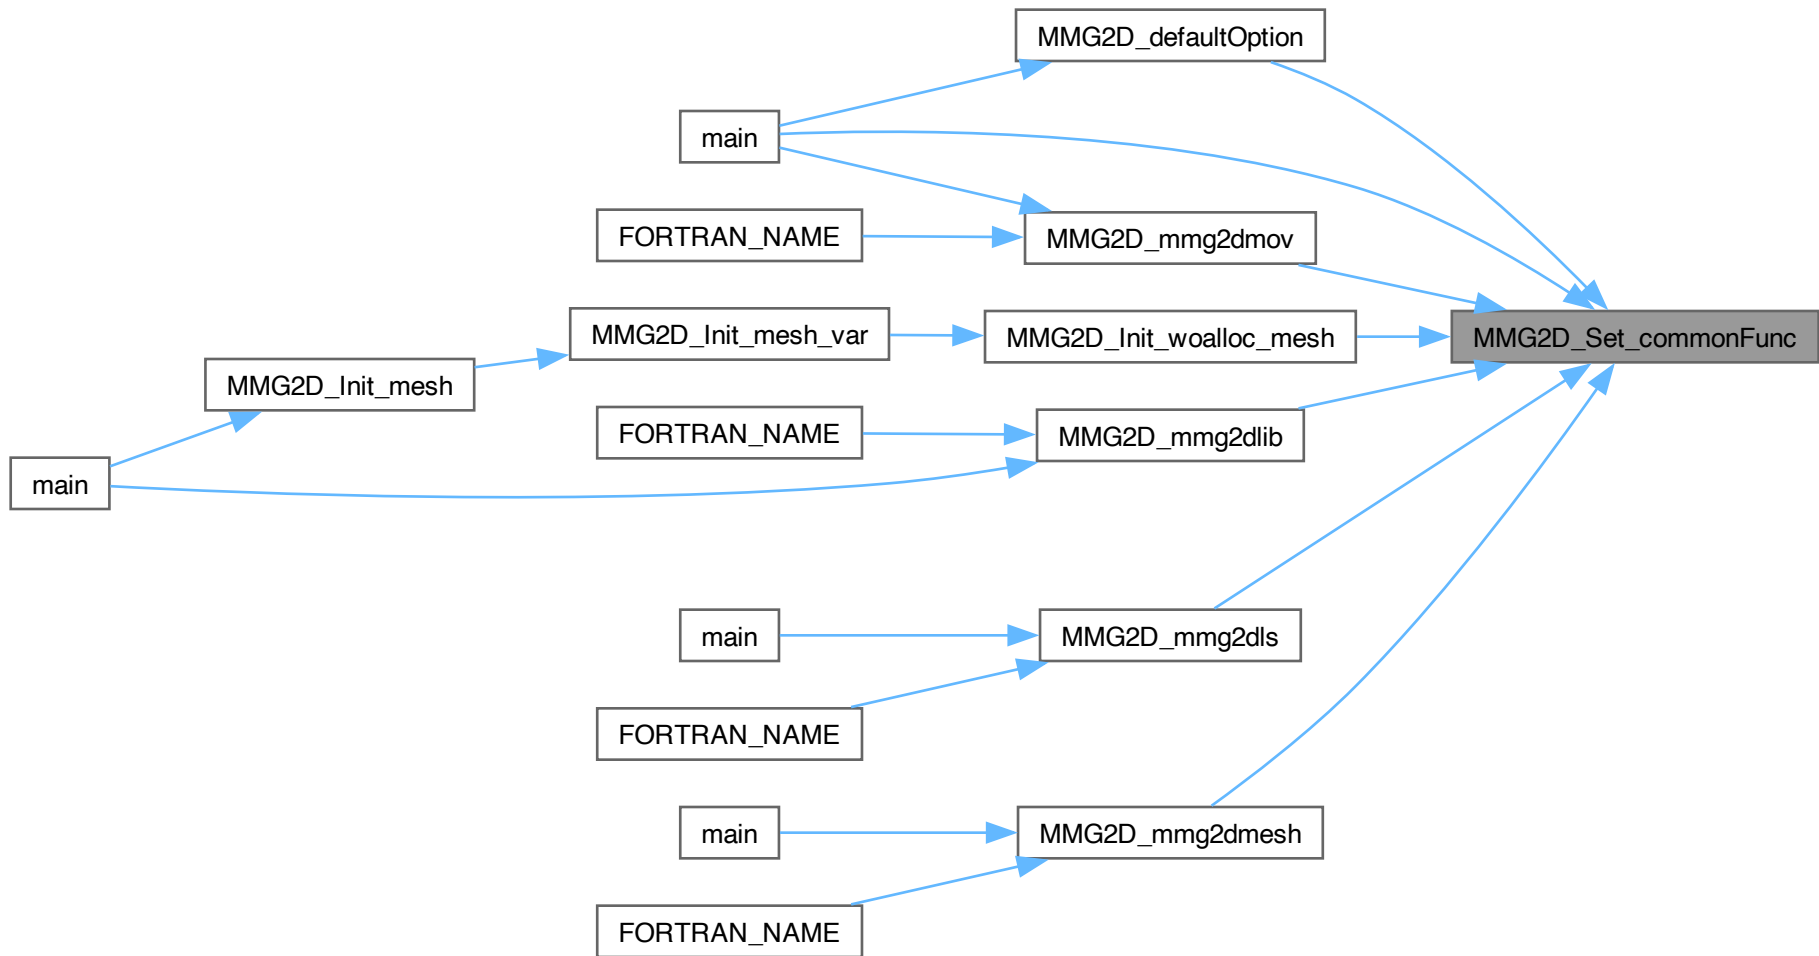 MMG2D_defaultOption
main
FORTRAN_NAME
MMG2D_mmg2dmov
MMG2D_Init_mesh_var
MMG2D_Init_woalloc_mesh
MMG2D_Set_commonFunc
MMG2D_Init_mesh
FORTRAN_NAME
MMG2D_mmg2dlib
main
main
MMG2D_mmg2dls
FORTRAN_NAME
main
MMG2D_mmg2dmesh
FORTRAN_NAME